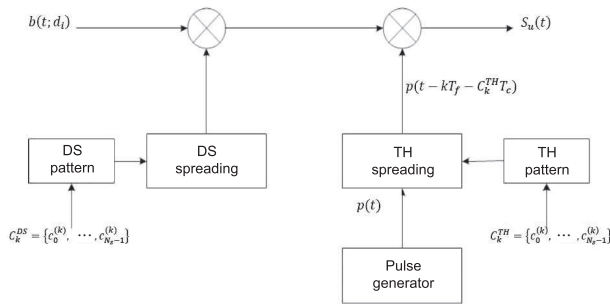 b(t; d_i)
S_u(t)
p(t − kT_f − C_k^{TH}T_c)
DS
pattern
DS
spreading
TH
spreading
TH
pattern
p(t)
C_k^{DS} = {c_0^{(k)}, ⋯, c_{N_s−1}^{(k)}}
C_k^{TH} = {c_0^{(k)}, ⋯, c_{N_s−1}^{(k)}}
Pulse
generator